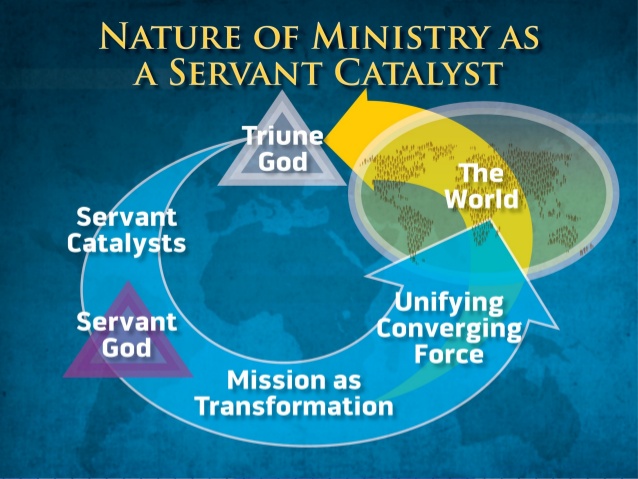 NATURE OF MINISTRY AS
A SERVANT CATALYST
Triune
God
The
World
Servant
Catalysts
Servant
God
Unifying
Converging
Force
Mission as
Transformation